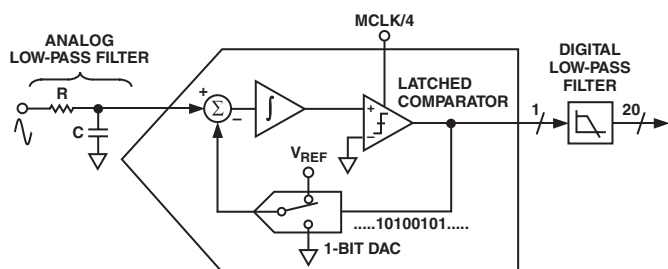 MCLK/4
ANALOG
LOW-PASS FILTER
R
C
+
Σ
–
∫
+
–
LATCHED
COMPARATOR
DIGITAL
LOW-PASS
FILTER
1
20
VREF
.....10100101.....
1-BIT DAC